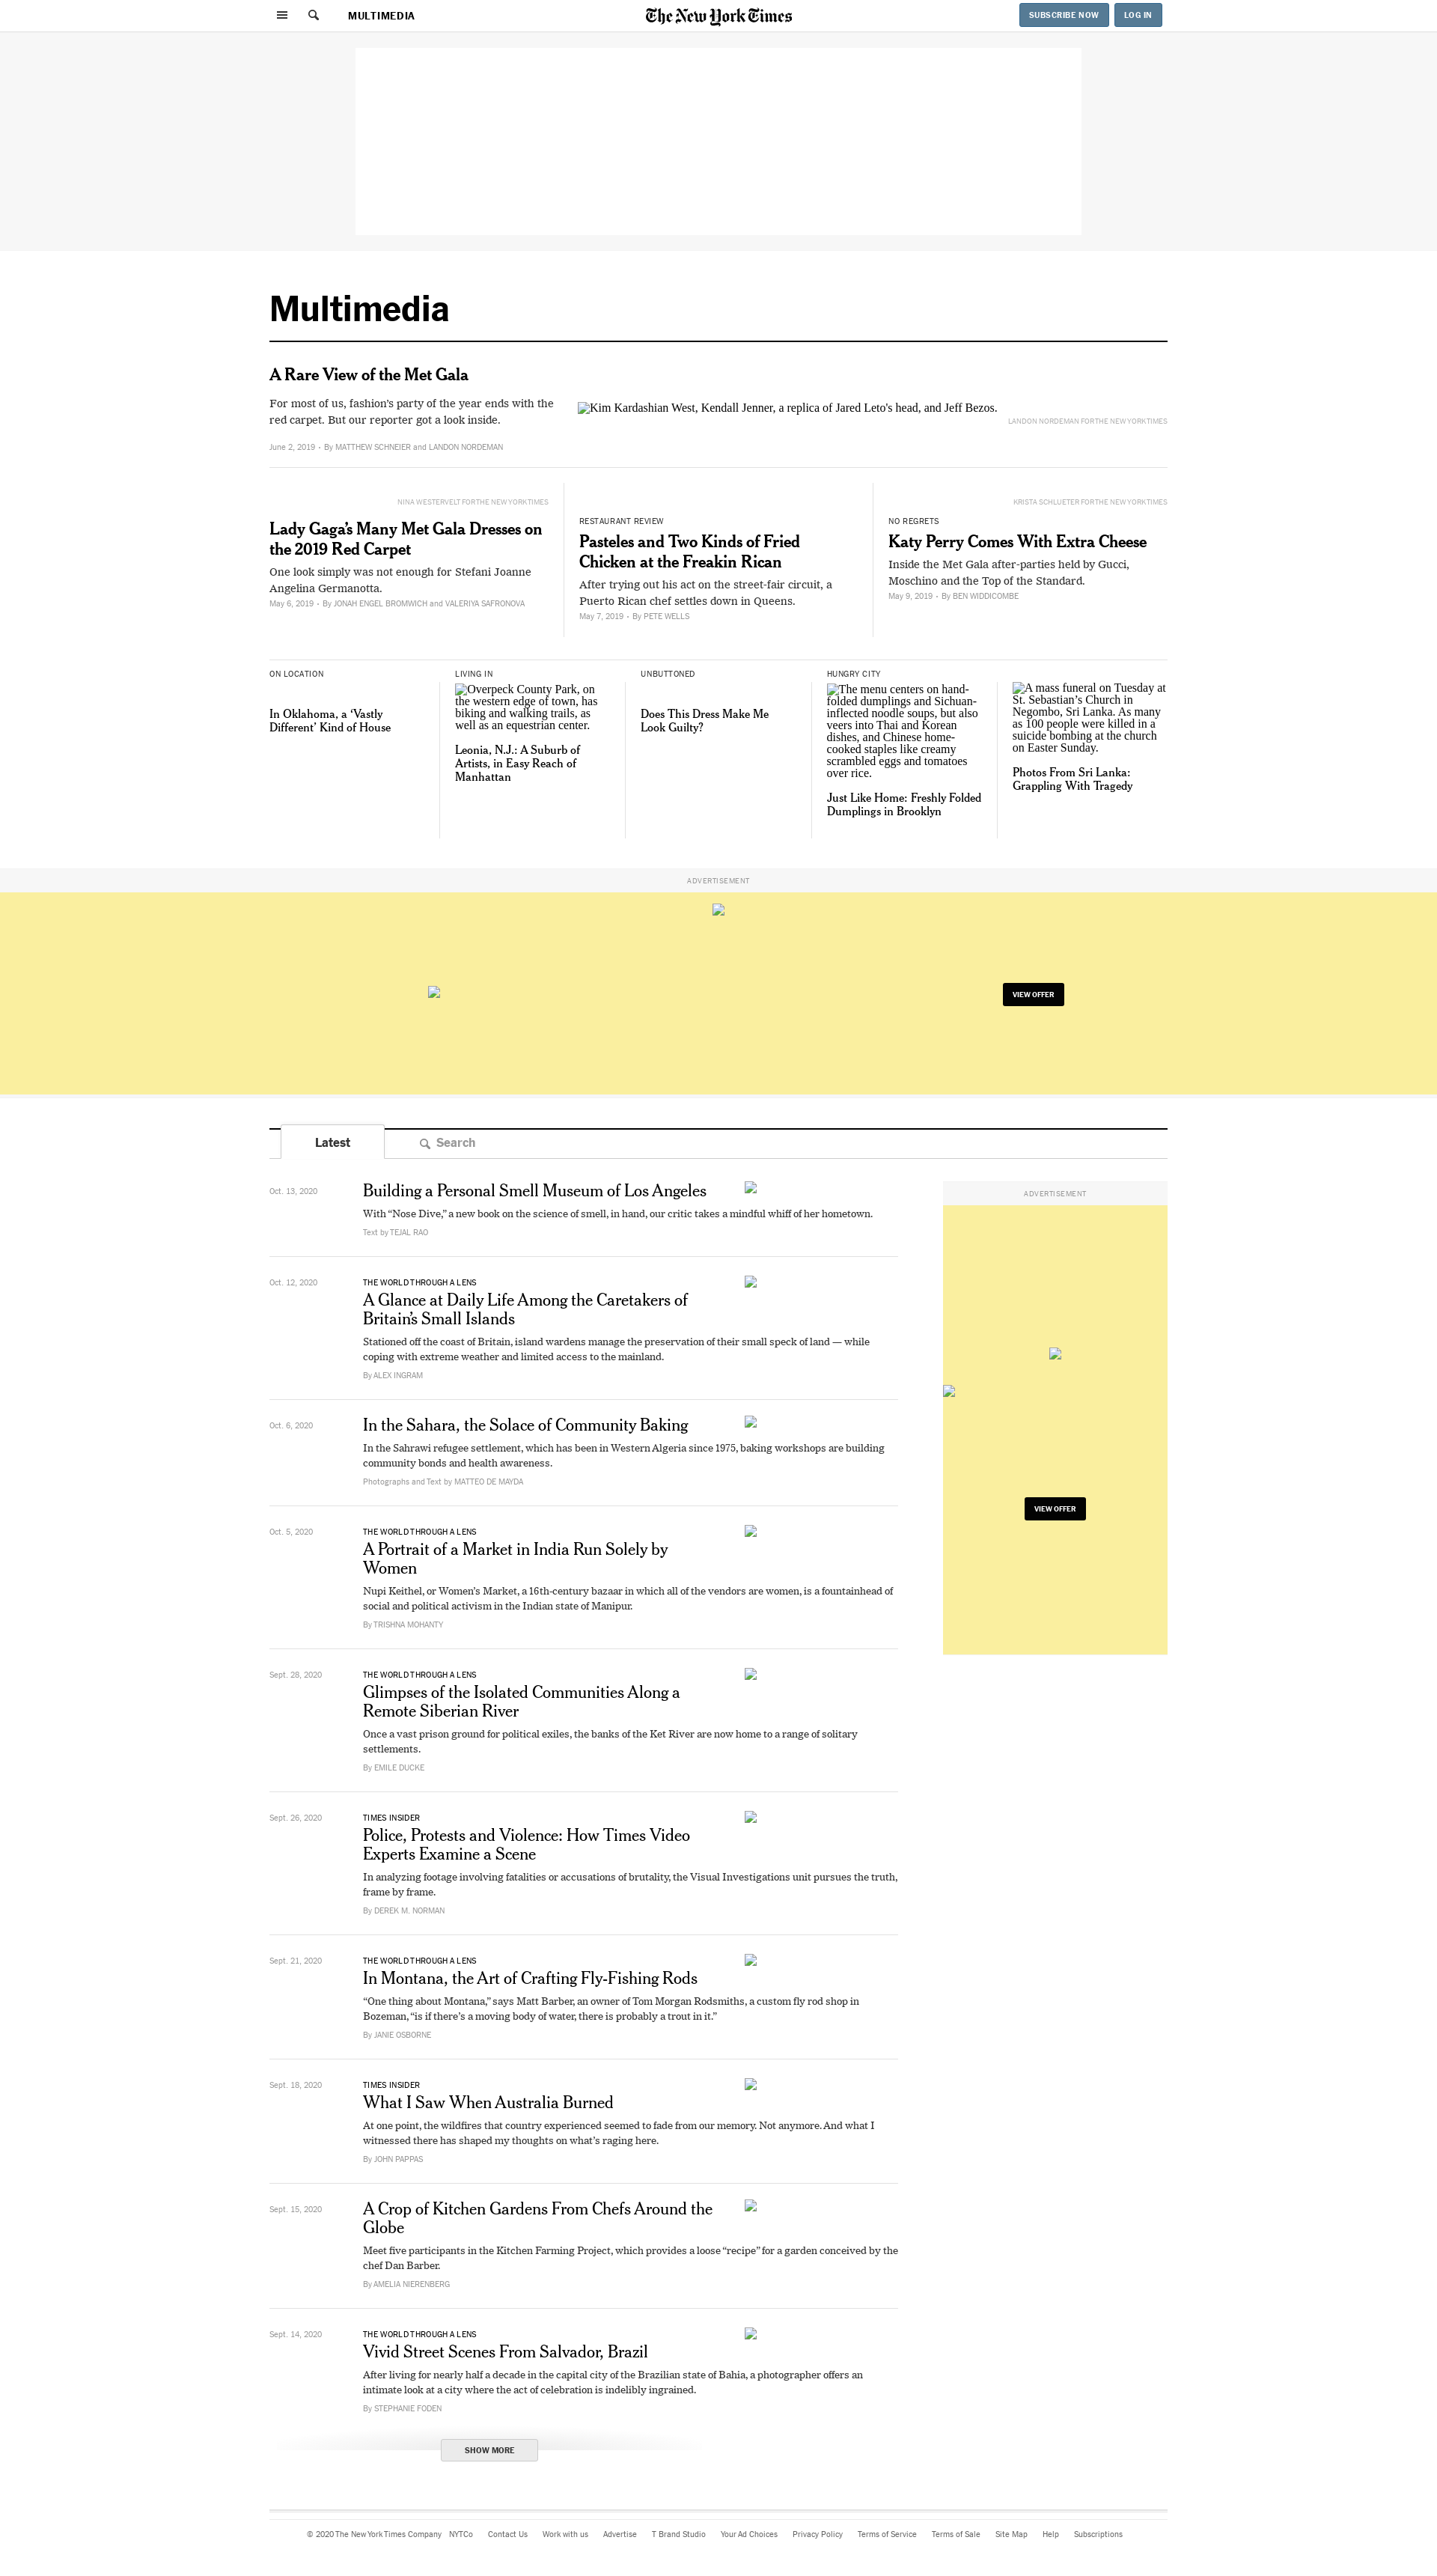 MULTIMEDIA
The New York Times
SUBSCRIBE NOW
LOG IN
Multimedia
A Rare View of the Met Gala
For most of us, fashion’s party of the year ends with the
red carpet. But our reporter got a look inside.
June 2, 2019 • By MATTHEW SCHNEIER and LANDON NORDEMAN
Kim Kardashian West, Kendall Jenner, a replica of Jared Leto's head, and Jeff Bezos.
LANDON NORDEMAN FOR THE NEW YORK TIMES
NINA WESTERVELT FOR THE NEW YORK TIMES
Lady Gaga’s Many Met Gala Dresses on
the 2019 Red Carpet
One look simply was not enough for Stefani Joanne
Angelina Germanotta.
May 6, 2019 • By JONAH ENGEL BROMWICH and VALERIYA SAFRONOVA
RESTAURANT REVIEW
Pasteles and Two Kinds of Fried
Chicken at the Freakin Rican
After trying out his act on the street-fair circuit, a
Puerto Rican chef settles down in Queens.
May 7, 2019 • By PETE WELLS
KRISTA SCHLUETER FOR THE NEW YORK TIMES
NO REGRETS
Katy Perry Comes With Extra Cheese
Inside the Met Gala after-parties held by Gucci,
Moschino and the Top of the Standard.
May 9, 2019 • By BEN WIDDICOMBE
ON LOCATION
In Oklahoma, a ‘Vastly
Different’ Kind of House
LIVING IN
Overpeck County Park, on
the western edge of town, has
biking and walking trails, as
well as an equestrian center.
Leonia, N.J.: A Suburb of
Artists, in Easy Reach of
Manhattan
UNBUTTONED
Does This Dress Make Me
Look Guilty?
HUNGRY CITY
The menu centers on hand-
folded dumplings and Sichuan-
inflected noodle soups, but also
veers into Thai and Korean
dishes, and Chinese home-
cooked staples like creamy
scrambled eggs and tomatoes
over rice.
Just Like Home: Freshly Folded
Dumplings in Brooklyn
A mass funeral on Tuesday at
St. Sebastian’s Church in
Negombo, Sri Lanka. As many
as 100 people were killed in a
suicide bombing at the church
on Easter Sunday.
Photos From Sri Lanka:
Grappling With Tragedy
ADVERTISEMENT
VIEW OFFER
Latest
Search
Oct. 13, 2020
Building a Personal Smell Museum of Los Angeles
With “Nose Dive,” a new book on the science of smell, in hand, our critic takes a mindful whiff of her hometown.
Text by TEJAL RAO
ADVERTISEMENT
VIEW OFFER
Oct. 12, 2020
THE WORLD THROUGH A LENS
A Glance at Daily Life Among the Caretakers of
Britain’s Small Islands
Stationed off the coast of Britain, island wardens manage the preservation of their small speck of land — while
coping with extreme weather and limited access to the mainland.
By ALEX INGRAM
Oct. 6, 2020
In the Sahara, the Solace of Community Baking
In the Sahrawi refugee settlement, which has been in Western Algeria since 1975, baking workshops are building
community bonds and health awareness.
Photographs and Text by MATTEO DE MAYDA
Oct. 5, 2020
THE WORLD THROUGH A LENS
A Portrait of a Market in India Run Solely by
Women
Nupi Keithel, or Women’s Market, a 16th-century bazaar in which all of the vendors are women, is a fountainhead of
social and political activism in the Indian state of Manipur.
By TRISHNA MOHANTY
Sept. 28, 2020
THE WORLD THROUGH A LENS
Glimpses of the Isolated Communities Along a
Remote Siberian River
Once a vast prison ground for political exiles, the banks of the Ket River are now home to a range of solitary
settlements.
By EMILE DUCKE
Sept. 26, 2020
TIMES INSIDER
Police, Protests and Violence: How Times Video
Experts Examine a Scene
In analyzing footage involving fatalities or accusations of brutality, the Visual Investigations unit pursues the truth,
frame by frame.
By DEREK M. NORMAN
Sept. 21, 2020
THE WORLD THROUGH A LENS
In Montana, the Art of Crafting Fly-Fishing Rods
“One thing about Montana,” says Matt Barber, an owner of Tom Morgan Rodsmiths, a custom fly rod shop in
Bozeman, “is if there’s a moving body of water, there is probably a trout in it.”
By JANIE OSBORNE
Sept. 18, 2020
TIMES INSIDER
What I Saw When Australia Burned
At one point, the wildfires that country experienced seemed to fade from our memory. Not anymore. And what I
witnessed there has shaped my thoughts on what’s raging here.
By JOHN PAPPAS
Sept. 15, 2020
A Crop of Kitchen Gardens From Chefs Around the
Globe
Meet five participants in the Kitchen Farming Project, which provides a loose “recipe” for a garden conceived by the
chef Dan Barber.
By AMELIA NIERENBERG
Sept. 14, 2020
THE WORLD THROUGH A LENS
Vivid Street Scenes From Salvador, Brazil
After living for nearly half a decade in the capital city of the Brazilian state of Bahia, a photographer offers an
intimate look at a city where the act of celebration is indelibly ingrained.
By STEPHANIE FODEN
SHOW MORE
© 2020 The New York Times Company NYTCo Contact Us Work with us Advertise T Brand Studio Your Ad Choices Privacy Policy Terms of Service Terms of Sale Site Map Help Subscriptions